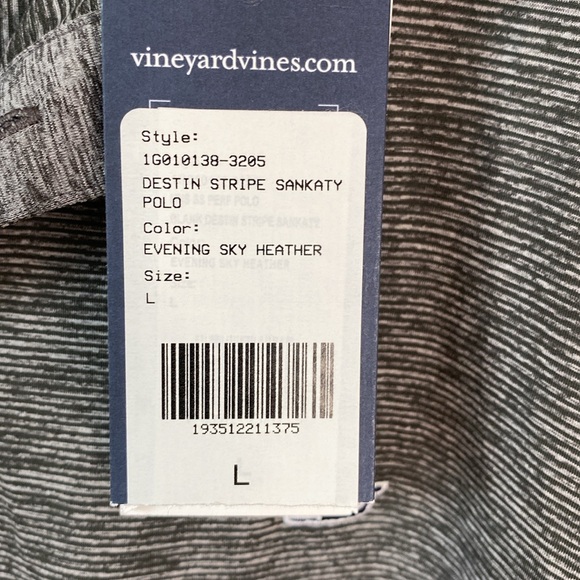 vineyardvines.com
Style:
1G010138-3205
DESTIN STRIPE SANKATY
POLO
Color:
EVENING SKY HEATHER
Size:
L
193512211375
L